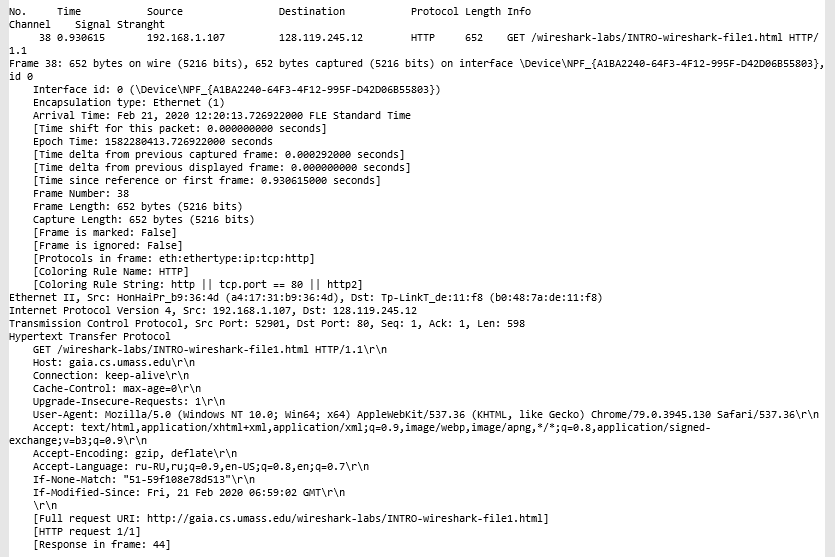 No. Time Source Destination Protocol Length Info
Channel Signal Stranght
38 0.930615 192.168.1.107 128.119.245.12 HTTP 652 GET /wireshark-labs/INTRO-wireshark-file1.html HTTP/
1.1
Frame 38: 652 bytes on wire (5216 bits), 652 bytes captured (5216 bits) on interface \Device\NPF_{A1BA2240-64F3-4F12-995F-D42D06B55803},
id 0
Interface id: 0 (\Device\NPF_{A1BA2240-64F3-4F12-995F-D42D06B55803})
Encapsulation type: Ethernet (1)
Arrival Time: Feb 21, 2020 12:20:13.726922000 FLE Standard Time
[Time shift for this packet: 0.000000000 seconds]
Epoch Time: 1582280413.726922000 seconds
[Time delta from previous captured frame: 0.000292000 seconds]
[Time delta from previous displayed frame: 0.000000000 seconds]
[Time since reference or first frame: 0.930615000 seconds]
Frame Number: 38
Frame Length: 652 bytes (5216 bits)
Capture Length: 652 bytes (5216 bits)
[Frame is marked: False]
[Frame is ignored: False]
[Protocols in frame: eth:ethertype:ip:tcp:http]
[Coloring Rule Name: HTTP]
[Coloring Rule String: http || tcp.port == 80 || http2]
Ethernet II, Src: HonHaiPr_b9:36:4d (a4:17:31:b9:36:4d), Dst: Tp-LinkT_de:11:f8 (b0:48:7a:de:11:f8)
Internet Protocol Version 4, Src: 192.168.1.107, Dst: 128.119.245.12
Transmission Control Protocol, Src Port: 52901, Dst Port: 80, Seq: 1, Ack: 1, Len: 598
Hypertext Transfer Protocol
GET /wireshark-labs/INTRO-wireshark-file1.html HTTP/1.1\r\n
Host: gaia.cs.umass.edu\r\n
Connection: keep-alive\r\n
Cache-Control: max-age=0\r\n
Upgrade-Insecure-Requests: 1\r\n
User-Agent: Mozilla/5.0 (Windows NT 10.0; Win64; x64) AppleWebKit/537.36 (KHTML, like Gecko) Chrome/79.0.3945.130 Safari/537.36\r\n
Accept: text/html,application/xhtml+xml,application/xml;q=0.9,image/webp,image/apng,*/*;q=0.8,application/signed-
exchange;v=b3;q=0.9\r\n
Accept-Encoding: gzip, deflate\r\n
Accept-Language: ru-RU,ru;q=0.9,en-US;q=0.8,en;q=0.7\r\n
If-None-Match: "51-59f108e78d513"\r\n
If-Modified-Since: Fri, 21 Feb 2020 06:59:02 GMT\r\n
\r\n
[Full request URI: http://gaia.cs.umass.edu/wireshark-labs/INTRO-wireshark-file1.html]
[HTTP request 1/1]
[Response in frame: 44]